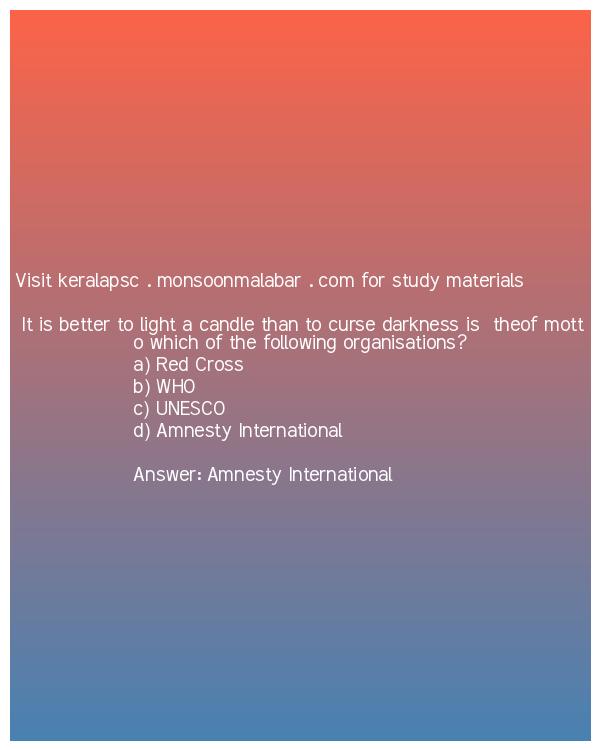 Visit keralapsc . monsoonmalabar . com for study materials
It is better to light a candle than to curse darkness is  theof mott
o which of the following organisations?
a) Red Cross
b) WHO
c) UNESCO
d) Amnesty International
Answer: Amnesty International